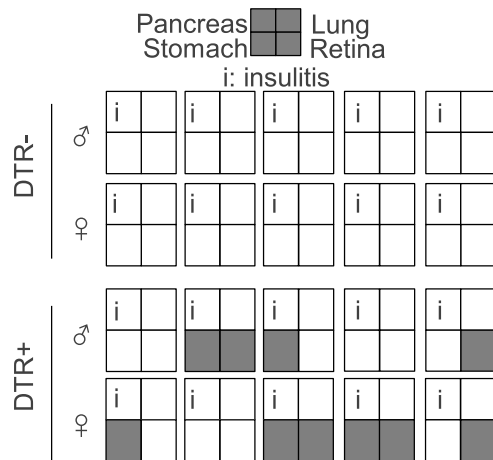 Pancreas Lung
Stomach Retina
i: insulitis
DTR-
♂ i i i i i
♀ i i i i i
DTR+
♂ i i i i i
♀ i i i i i